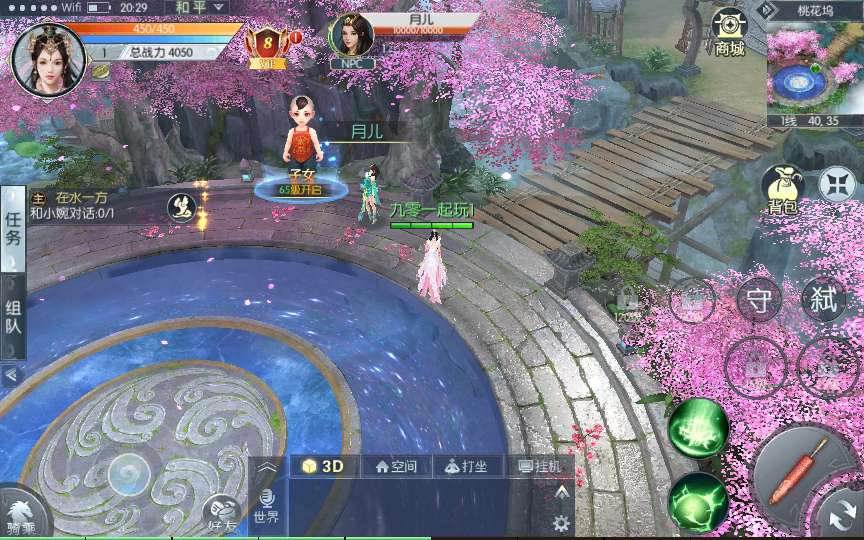 Wifi 20:29 和平
450/450
1 总战力 4050
8
VIP
月儿
10000/10000
NPC
商城
桃花坞
1线 40, 35
月儿
子女
65级开启
九零一起玩1
任务
主 在水一方
和小婉对话:0/1
组队
背包
守
弑
3D
空间
打坐
挂机
骑乘
好友
世界